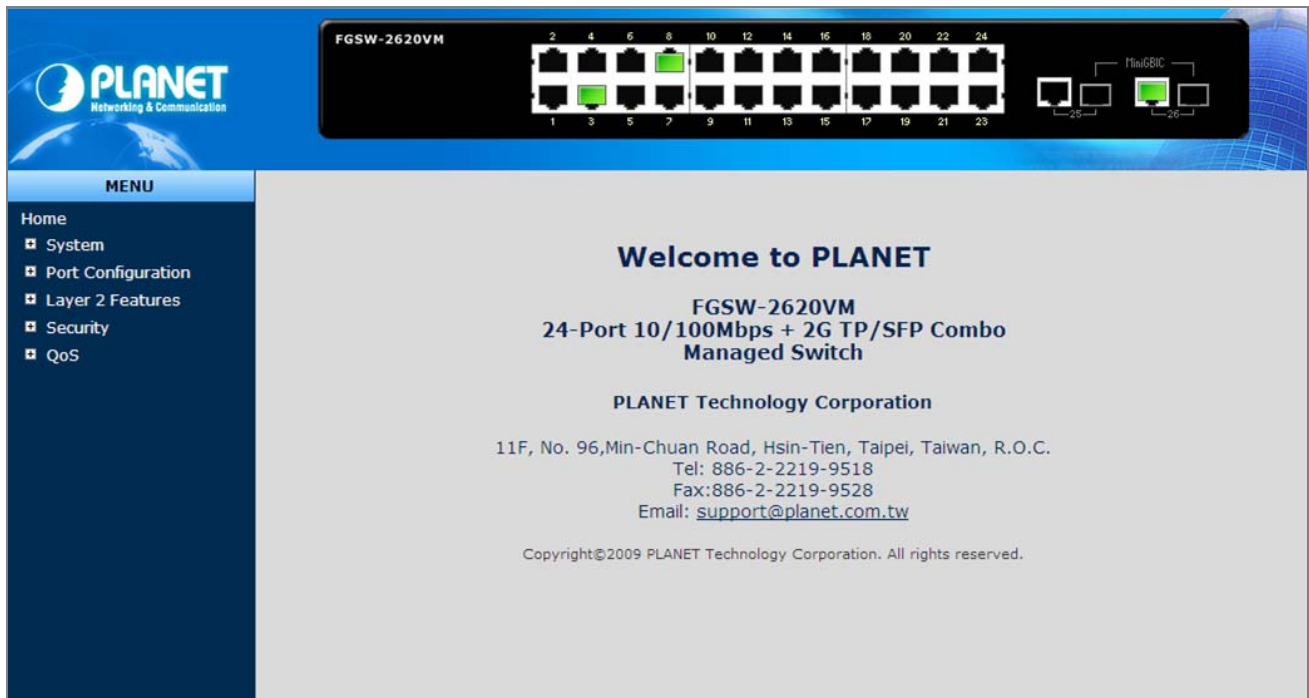 PLANET
Networking & Communication
FGSW-2620VM
2 4 6 8 10 12 14 16 18 20 22 24
MiniGBIC
25 26
1 3 5 7 9 11 13 15 17 19 21 23
MENU
Home
System
Port Configuration
Layer 2 Features
Security
QoS
Welcome to PLANET
FGSW-2620VM
24-Port 10/100Mbps + 2G TP/SFP Combo
Managed Switch
PLANET Technology Corporation
11F, No. 96,Min-Chuan Road, Hsin-Tien, Taipei, Taiwan, R.O.C.
Tel: 886-2-2219-9518
Fax:886-2-2219-9528
Email: support@planet.com.tw
Copyright©2009 PLANET Technology Corporation. All rights reserved.